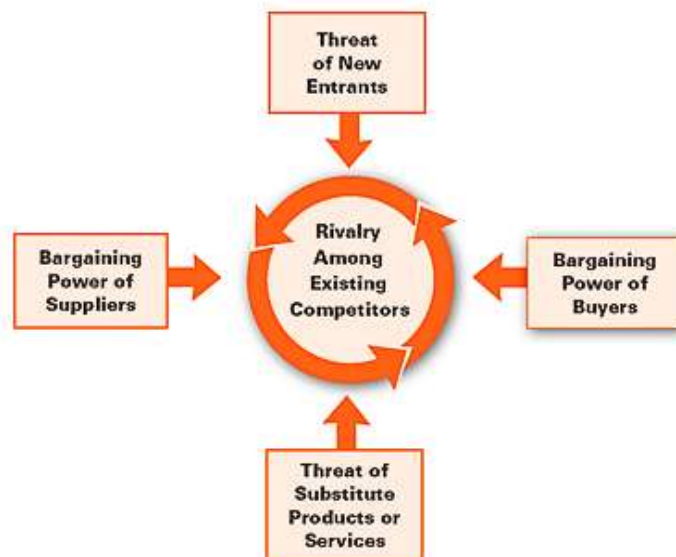 Threat
of New
Entrants
Bargaining
Power of
Suppliers
Rivalry
Among
Existing
Competitors
Bargaining
Power of
Buyers
Threat of
Substitute
Products or
Services